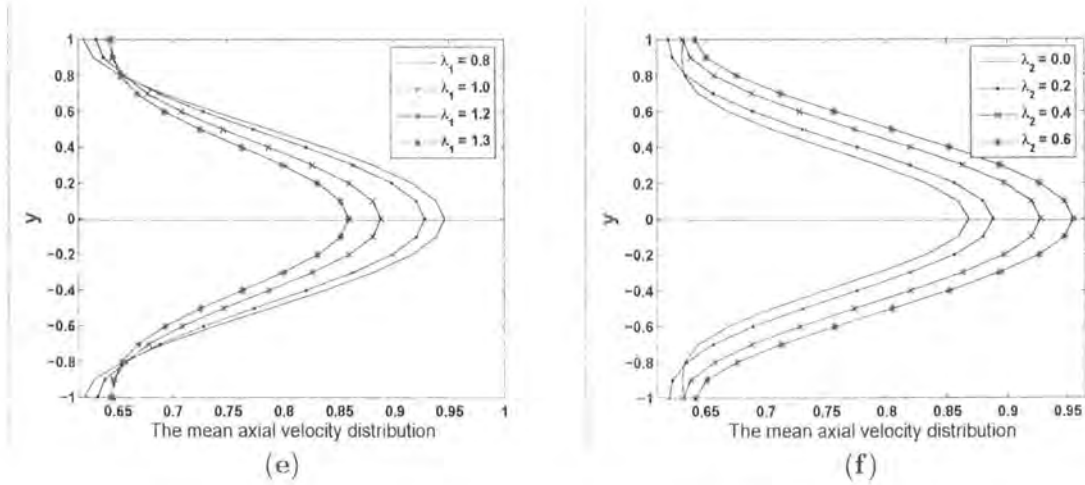 1
0.8
0.6
0.4
0.2
0
−0.2
−0.4
−0.6
−0.8
−1
y
λ1 = 0.8
λ1 = 1.0
λ1 = 1.2
λ1 = 1.3
0.65 0.7 0.75 0.8 0.85 0.9 0.95 1
The mean axial velocity distribution
(e)
1
0.8
0.6
0.4
0.2
0
−0.2
−0.4
−0.6
−0.8
−1
y
λ2 = 0.0
λ2 = 0.2
λ2 = 0.4
λ2 = 0.6
0.65 0.7 0.75 0.8 0.85 0.9 0.95
The mean axial velocity distribution
(f)